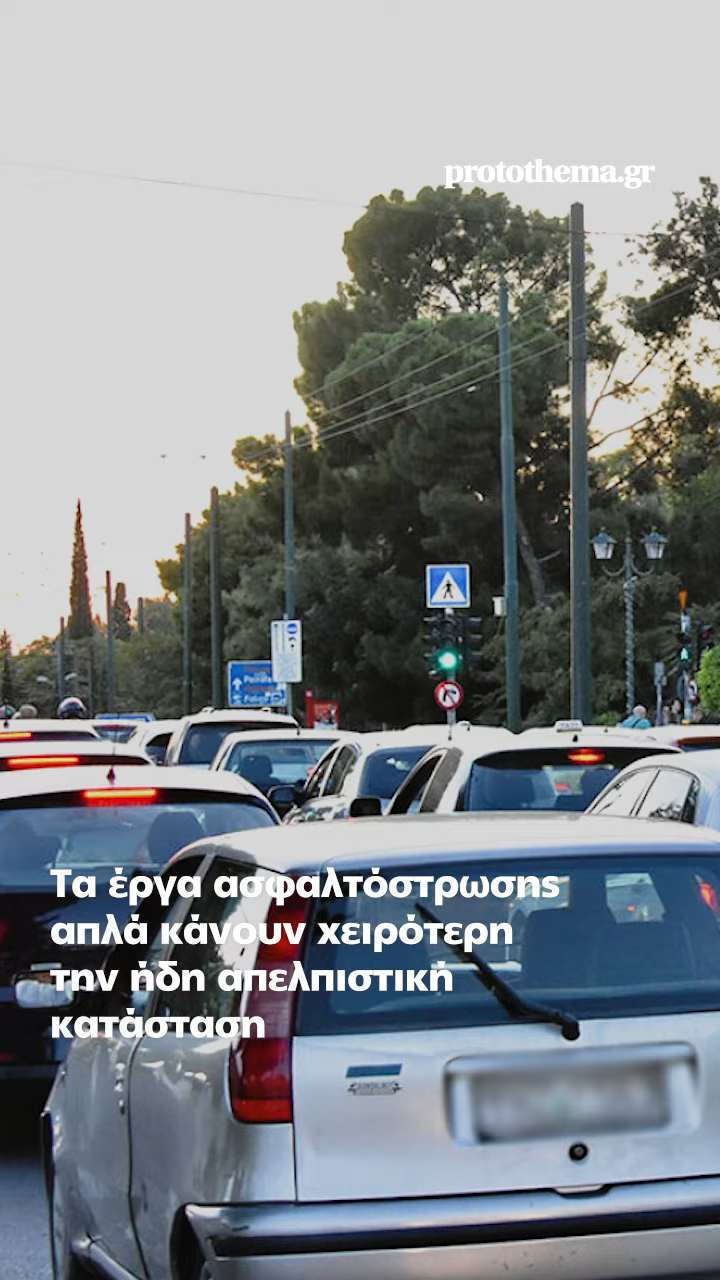 protothema.gr
Τα έργα ασφαλτόστρωσης
απλά κάνουν χειρότερη
την ήδη απελπιστική
κατάσταση